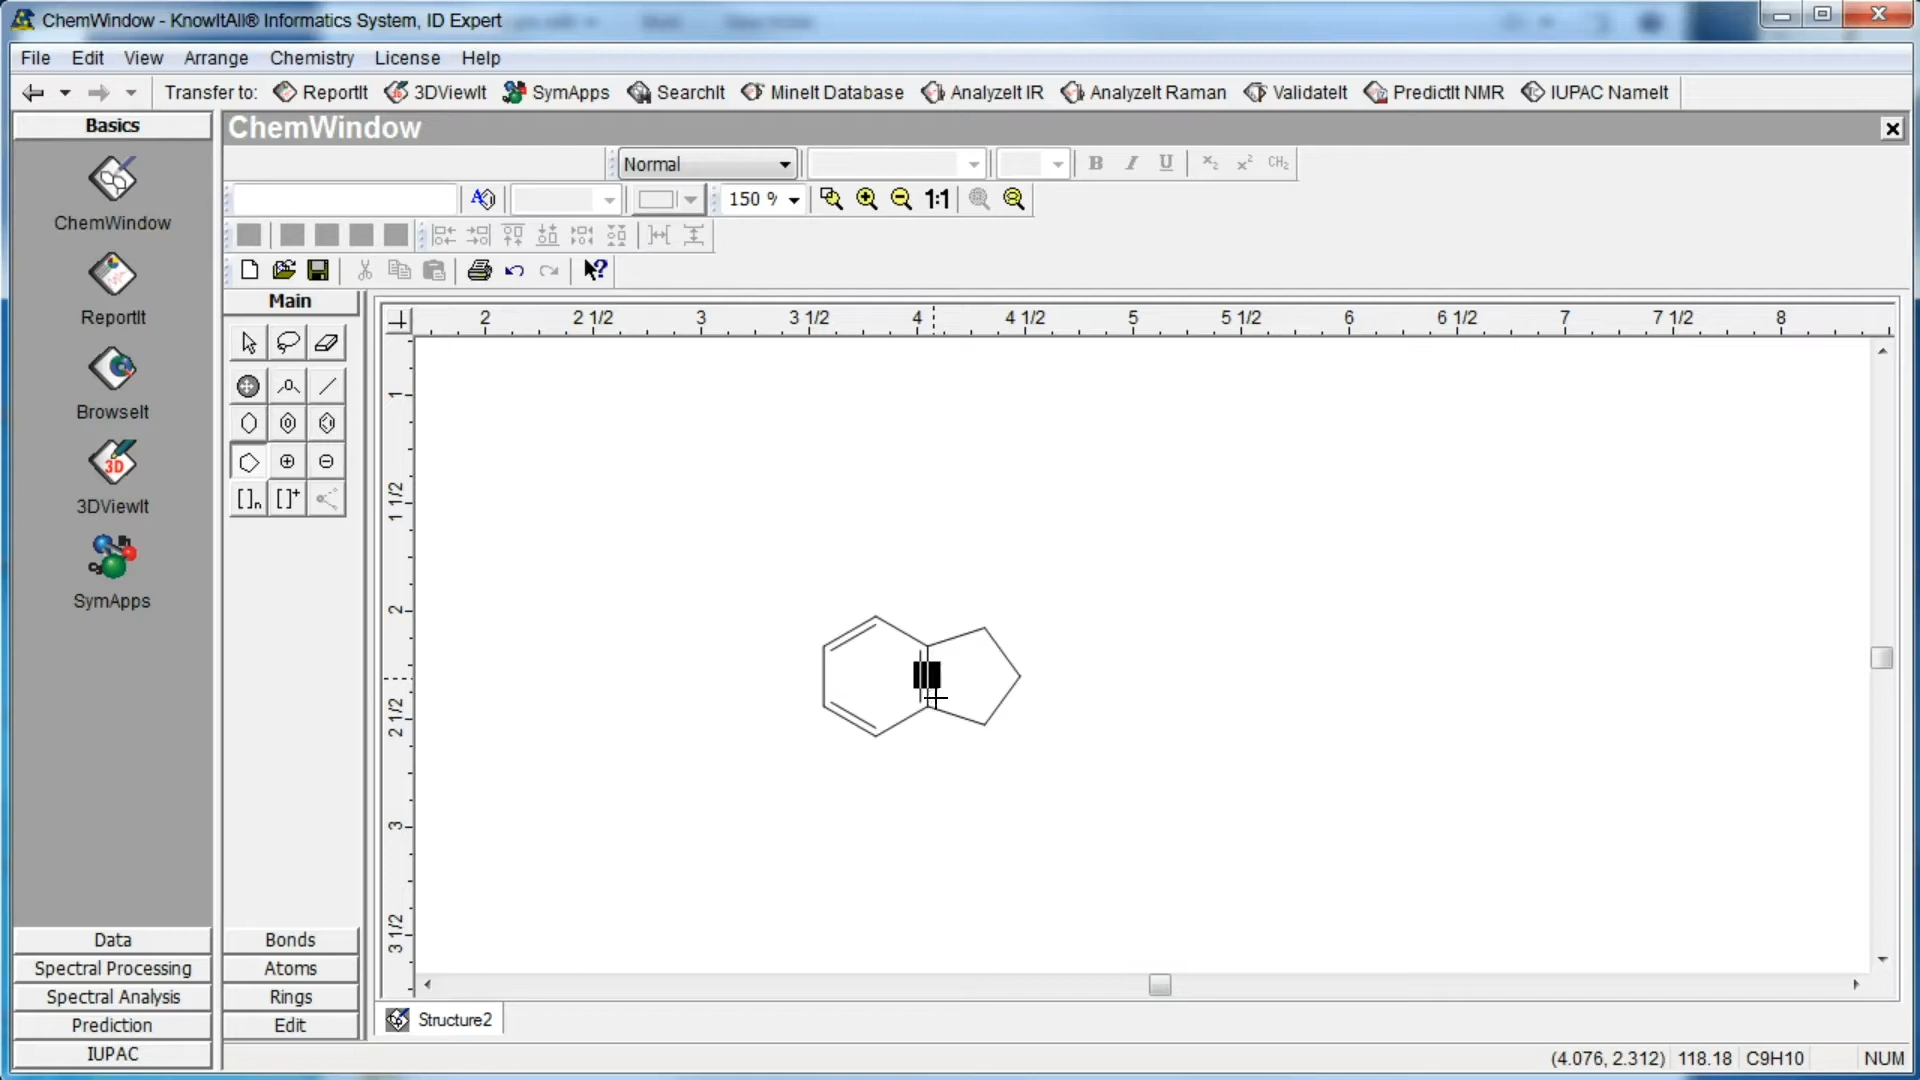 ChemWindow - KnowItAll® Informatics System, ID Expert
File Edit View Arrange Chemistry License Help
Transfer to: ReportIt 3DViewIt SymApps SearchIt MineIt Database AnalyzeIt IR AnalyzeIt Raman ValidateIt PredictIt NMR IUPAC NameIt
Basics
ChemWindow
ReportIt
BrowseIt
3D
3DViewIt
SymApps
Data
Spectral Processing
Spectral Analysis
Prediction
IUPAC
ChemWindow
Normal B I U X₂ X² CH₂
150 % 1:1
Main
[]n []+
Bonds
Atoms
Rings
Edit
2 2 1/2 3 3 1/2 4 4 1/2 5 5 1/2 6 6 1/2 7 7 1/2 8
1
1 1/2
2
2 1/2
3
3 1/2
Structure2
(4.076, 2.312) 118.18 C9H10 NUM